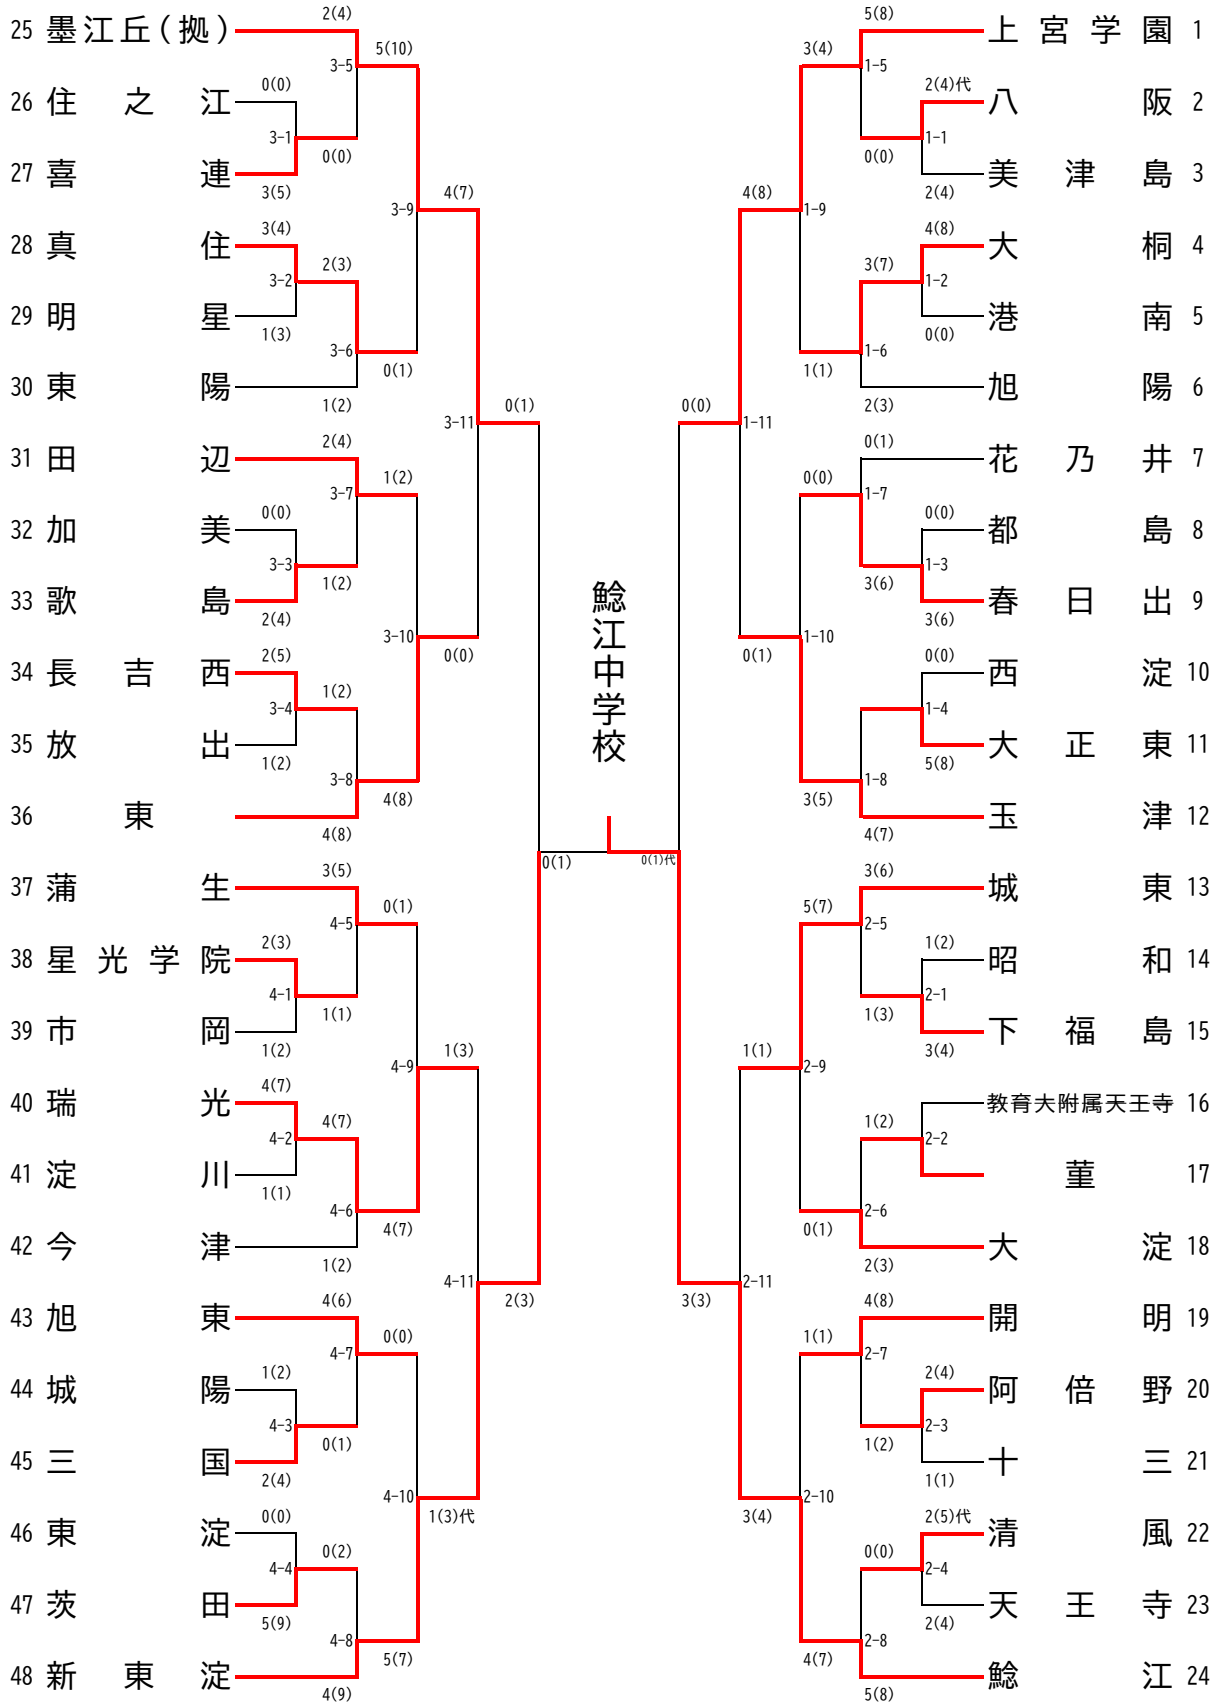 2(4)
25 墨江丘(拠)
5(10)
3-5
0(0)
26 住之江
3-1
0(0)
27 喜連
3(5)
4(7)
3-9
3(4)
28 真住
2(3)
3-2
29 明星
1(3)
3-6
0(1)
30 東陽
1(2)
0(1)
3-11
2(4)
31 田辺
1(2)
3-7
0(0)
32 加美
3-3
1(2)
33 歌島
2(4)
3-10
0(0)
2(5)
34 長吉西
1(2)
3-4
35 放出
1(2)
3-8
4(8)
36 東
4(8)
0(1)
3(5)
37 蒲生
0(1)
4-5
2(3)
38 星光学院
4-1
1(1)
39 市岡
1(2)
1(3)
4-9
4(7)
40 瑞光
4(7)
4-2
41 淀川
1(1)
4-6
4(7)
42 今津
1(2)
4-11
2(3)
4(6)
43 旭東
0(0)
4-7
1(2)
44 城陽
4-3
0(1)
45 三国
2(4)
4-10
1(3)代
0(0)
46 東淀
0(2)
4-4
47 茨田
5(9)
4-8
5(7)
48 新東淀
4(9)
鯰江中学校
5(8)
上宮学園 1
3(4)
1-5
2(4)代
八阪 2
1-1
0(0)
美津島 3
2(4)
4(8)
1-9
4(8)
大桐 4
3(7)
1-2
港南 5
0(0)
1-6
1(1)
旭陽 6
2(3)
0(0)
1-11
0(1)
花乃井 7
0(0)
1-7
0(0)
都島 8
1-3
3(6)
春日出 9
3(6)
1-10
0(1)
0(0)
西淀 10
1-4
大正東 11
5(8)
1-8
3(5)
玉津 12
4(7)
0(1)代
3(6)
城東 13
5(7)
2-5
1(2)
昭和 14
2-1
1(3)
下福島 15
3(4)
1(1)
2-9
教育大附属天王寺 16
1(2)
2-2
菫 17
2-6
0(1)
大淀 18
2(3)
2-11
3(3)
4(8)
開明 19
1(1)
2-7
2(4)
阿倍野 20
2-3
1(2)
十三 21
1(1)
2-10
3(4)
2(5)代
清風 22
0(0)
2-4
天王寺 23
2(4)
2-8
4(7)
鯰江 24
5(8)